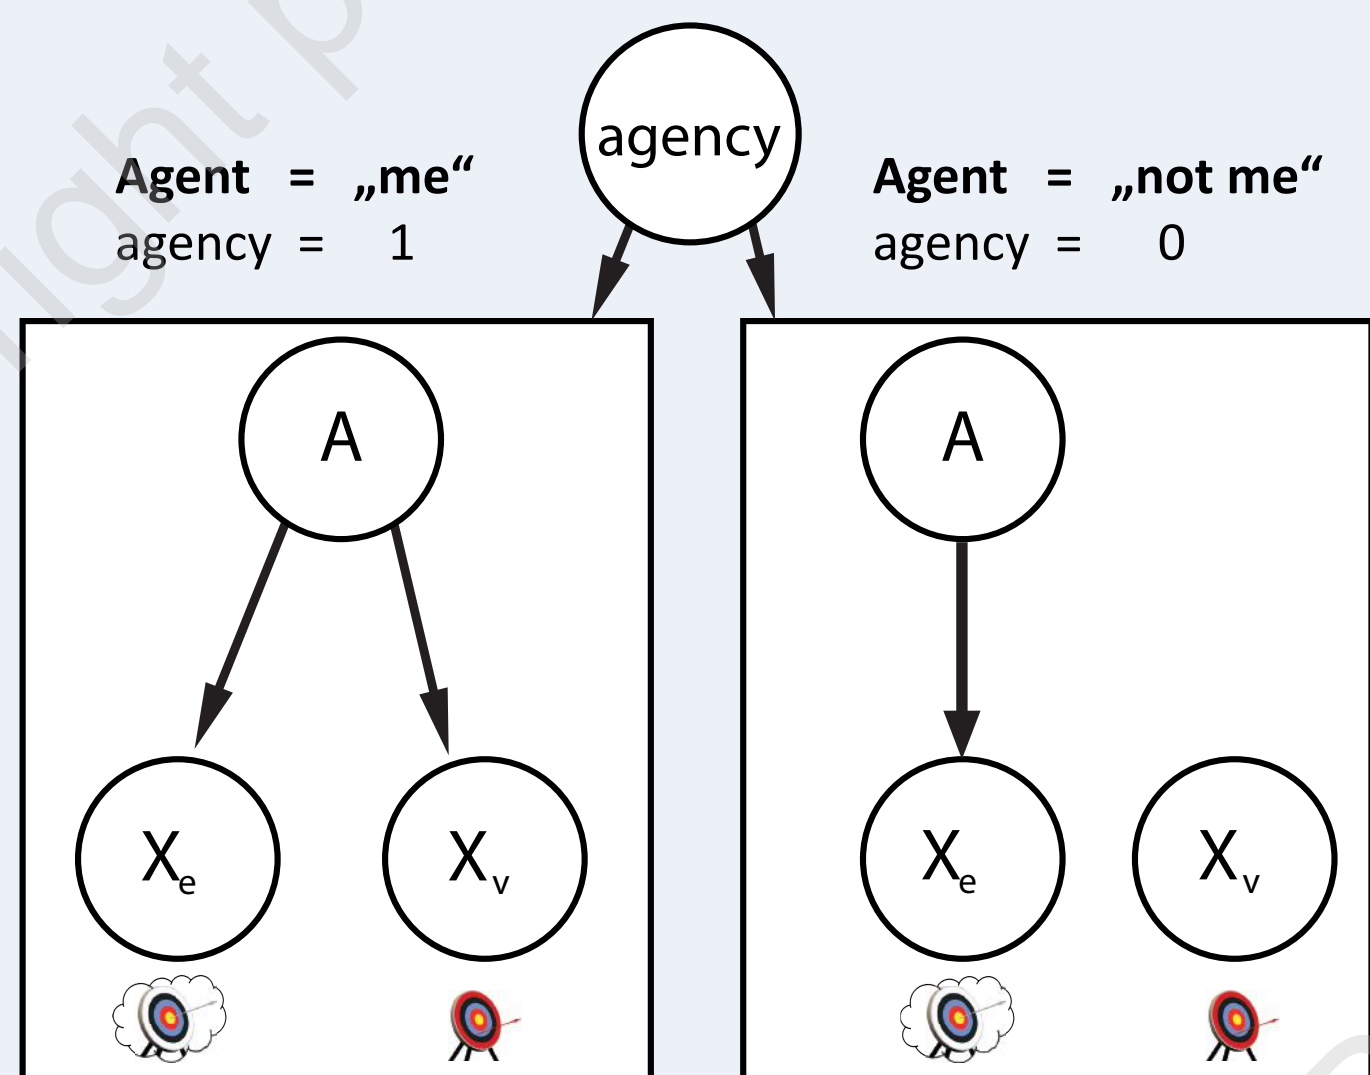 agency
Agent = „me“
agency = 1
Agent = „not me“
agency = 0
A
A
Xe
Xv
Xe
Xv